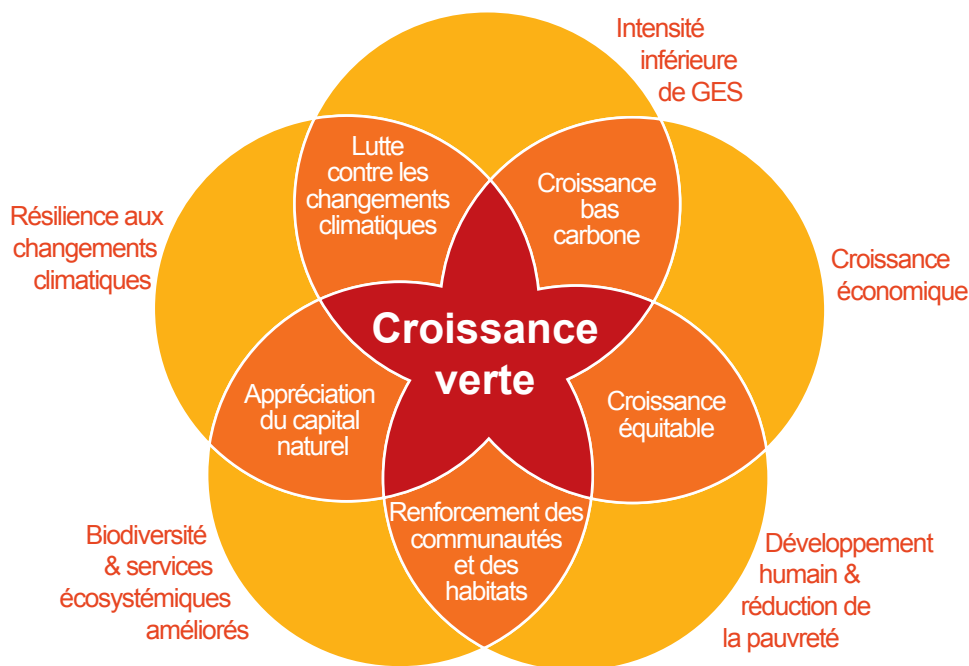 Intensité
inférieure
de GES
Lutte
contre les
changements
climatiques
Croissance
bas
carbone
Résilience aux
changements
climatiques
Croissance
économique
Croissance
verte
Appréciation
du capital
naturel
Croissance
équitable
Renforcement des
communautés
et des
habitats
Biodiversité
& services
écosystémiques
améliorés
Développement
humain &
réduction de
la pauvreté